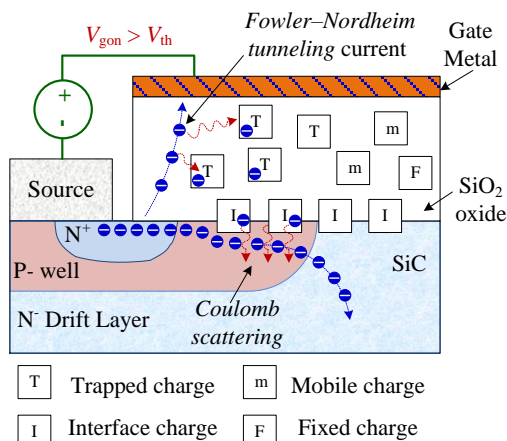 Fowler–Nordheim
tunneling current
V_gon > V_th
Gate
Metal
+
-
T
T
m
T
T
m
F
Source
SiO₂
oxide
I
I
I
I
N⁺
P- well
SiC
Coulomb
scattering
N⁻ Drift Layer
T Trapped charge
m Mobile charge
I Interface charge
F Fixed charge